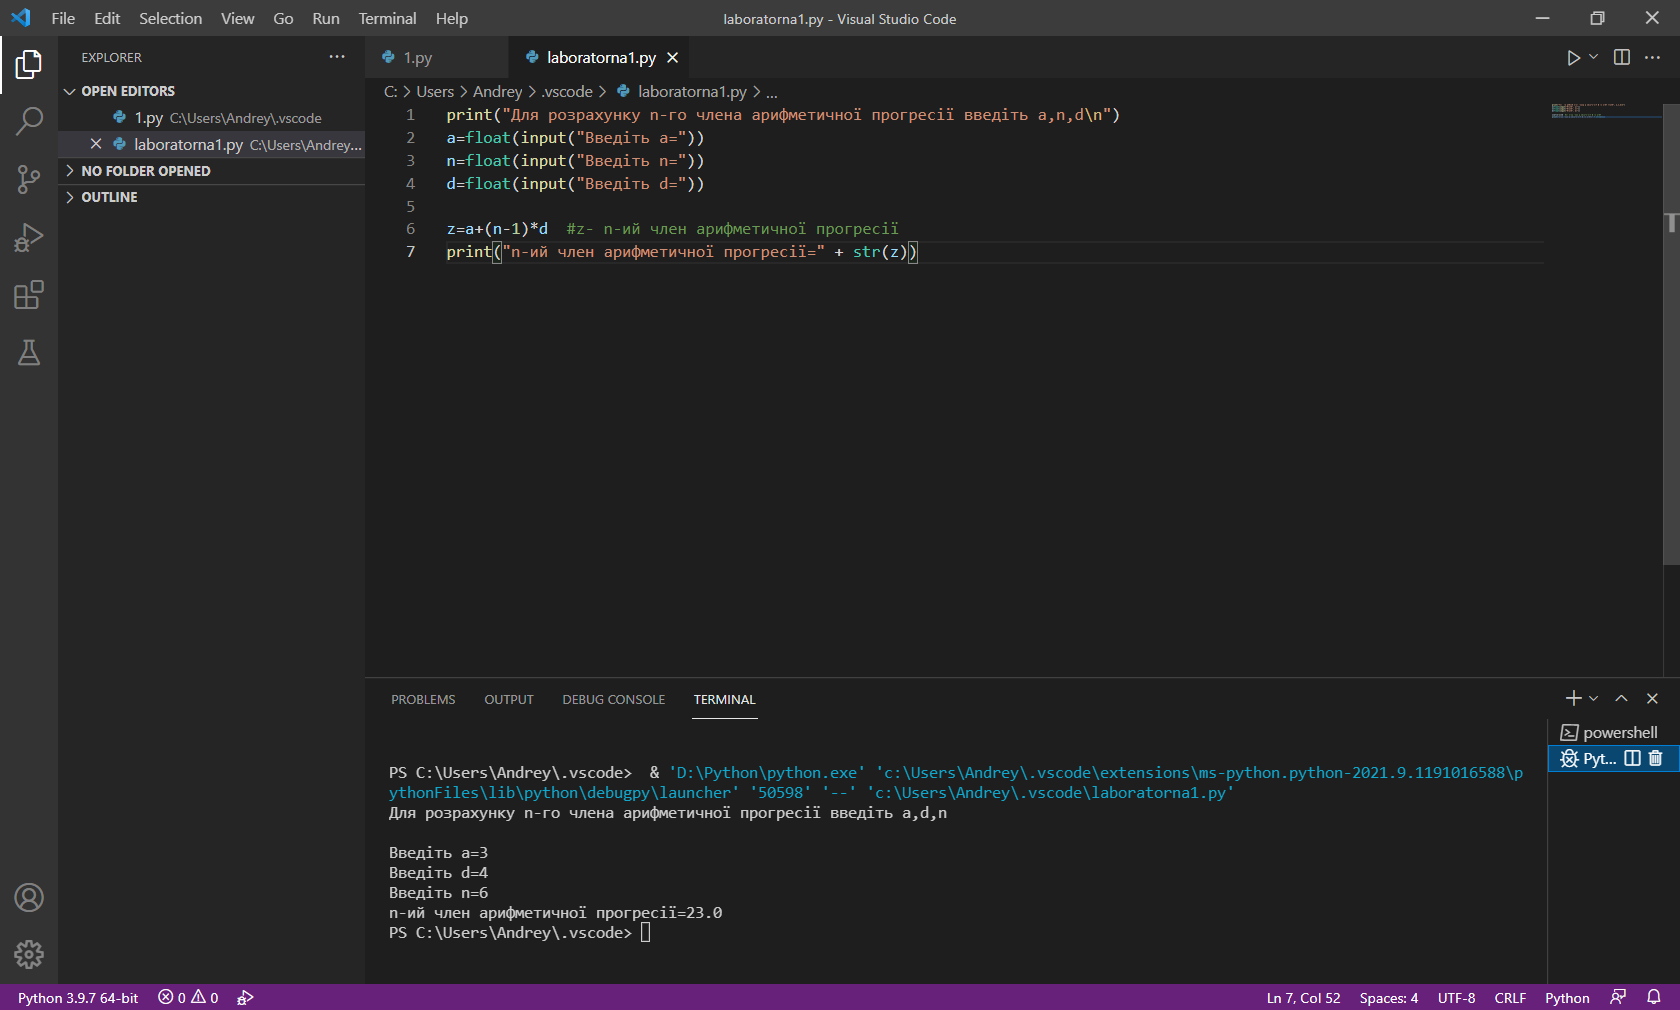 File Edit Selection View Go Run Terminal Help
laboratorna1.py - Visual Studio Code
EXPLORER
OPEN EDITORS
1.py C:\Users\Andrey\.vscode
laboratorna1.py C:\Users\Andrey...
NO FOLDER OPENED
OUTLINE
1.py
laboratorna1.py
C: > Users > Andrey > .vscode > laboratorna1.py > ...
1 print("Для розрахунку n-го члена арифметичної прогресії введіть a,n,d\n")
2 a=float(input("Введіть a="))
3 n=float(input("Введіть n="))
4 d=float(input("Введіть d="))
5
6 z=a+(n-1)*d  #z- n-ий член арифметичної прогресії
7 print("n-ий член арифметичної прогресії=" + str(z))
PROBLEMS OUTPUT DEBUG CONSOLE TERMINAL
powershell
Pyt...
PS C:\Users\Andrey\.vscode>  & 'D:\Python\python.exe' 'c:\Users\Andrey\.vscode\extensions\ms-python.python-2021.9.1191016588\p
ythonFiles\lib\python\debugpy\launcher' '50598' '--' 'c:\Users\Andrey\.vscode\laboratorna1.py'
Для розрахунку n-го члена арифметичної прогресії введіть a,d,n
Введіть a=3
Введіть d=4
Введіть n=6
n-ий член арифметичної прогресії=23.0
PS C:\Users\Andrey\.vscode>
Python 3.9.7 64-bit 0 0
Ln 7, Col 52 Spaces: 4 UTF-8 CRLF Python